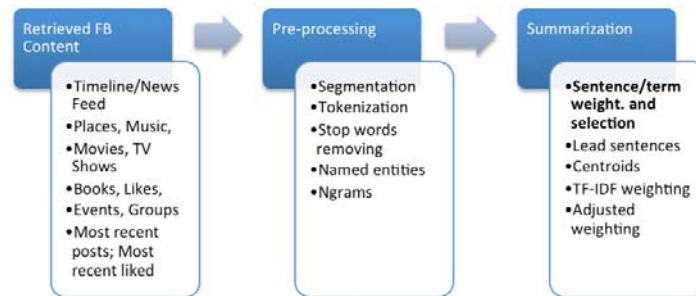 Retrieved FB
Content
•Timeline/News
Feed
•Places, Music,
•Movies, TV
Shows
•Books, Likes,
•Events, Groups
•Most recent
posts; Most
recent liked
Pre-processing
•Segmentation
•Tokenization
•Stop words
removing
•Named entities
•Ngrams
Summarization
•Sentence/term
weight. and
selection
•Lead sentences
•Centroids
•TF-IDF weighting
•Adjusted
weighting